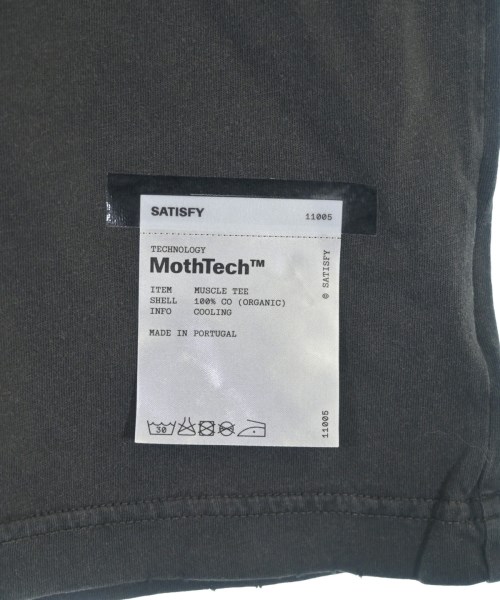 SATISFY 11005
TECHNOLOGY
MothTech™
ITEM MUSCLE TEE
SHELL 100% CO (ORGANIC)
INFO COOLING
MADE IN PORTUGAL
© SATISFY
11005
30